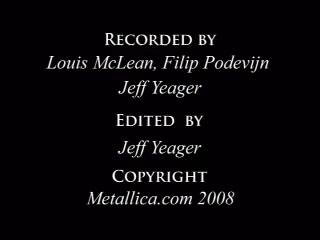 Recorded by
Louis McLean, Filip Podevijn
Jeff Yeager
Edited by
Jeff Yeager
Copyright
Metallica.com 2008